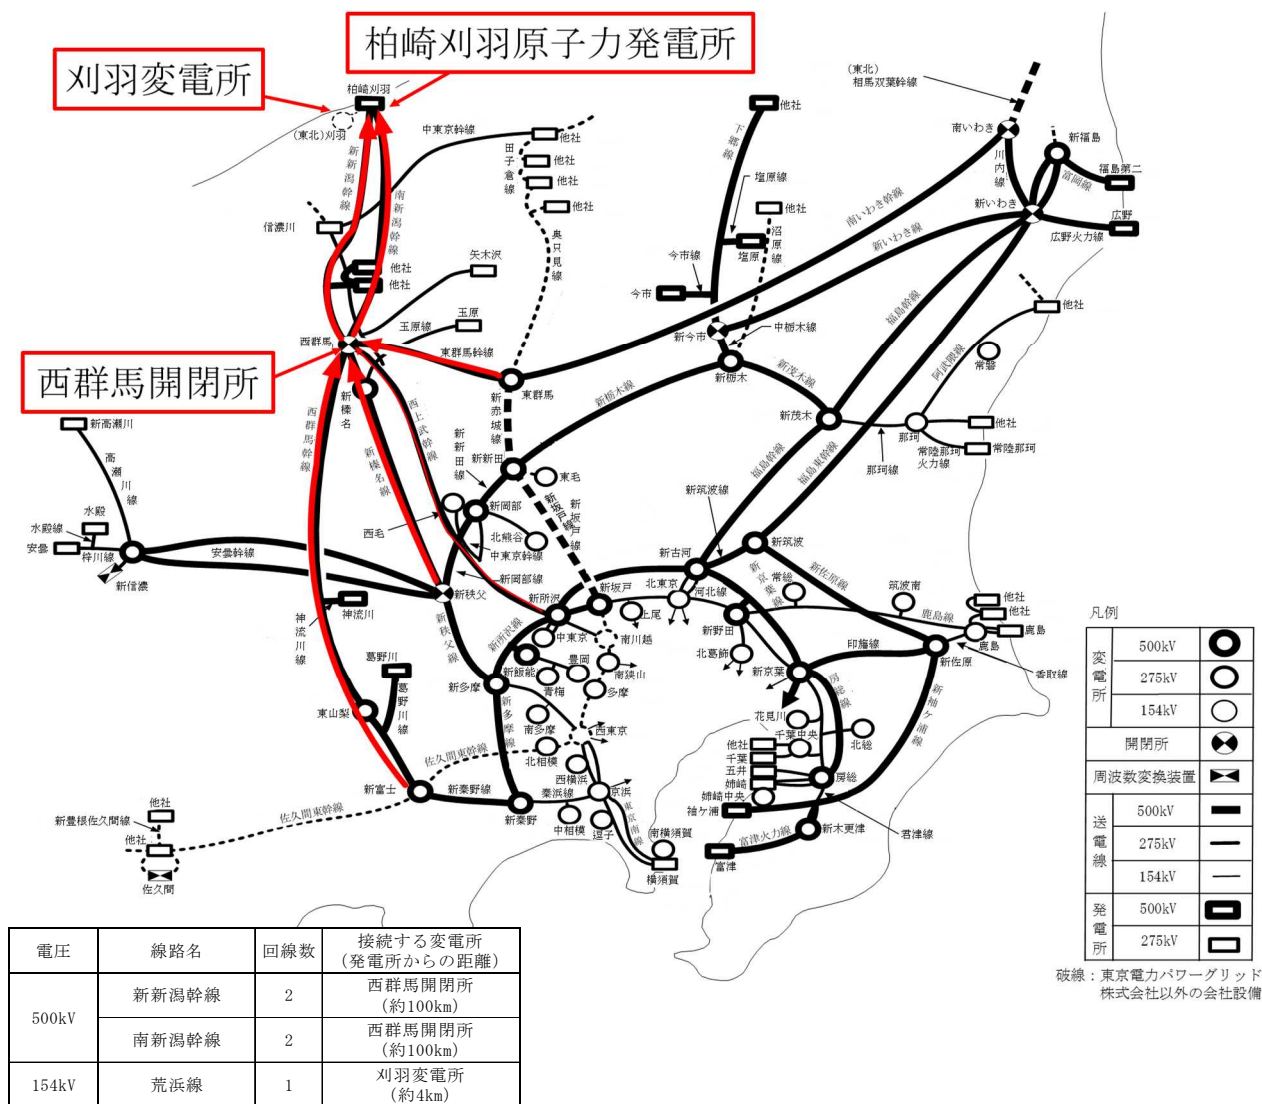 柏崎刈羽原子力発電所
刈羽変電所
西群馬開閉所
柏崎刈羽
(東北)刈羽
中東京幹線
他社
他社
他社
他社
田子倉線
奥只見線
新新潟幹線
南新潟幹線
信濃川
他社
他社
矢木沢
玉原
玉原線
西群馬
東群馬幹線
東群馬
新榛名
新榛名線
西群馬幹線
西上武幹線
新赤城線
新新田線
新新田
東毛
新岡部
西毛
北熊谷
中東京幹線
新岡部線
新坂戸線
新坂戸線
新高瀬川
高瀬川線
水殿
水殿線
安曇
梓川線
新信濃
安曇幹線
新秩父
新秩父線
神流川
神流川線
葛野川
葛野川線
東山梨
新富士
新秦野線
新秦野
佐久間東幹線
佐久間東幹線
新豊根佐久間線
他社
他社
佐久間
新多摩
新多摩線
新所沢
新所沢線
中東京
新飯能
青梅
豊岡
南狭山
多摩
南多摩
西東京
北相模
西横浜
秦浜線
京浜
中相模
逗子
東京南線
南横須賀
横須賀
新坂戸
上尾
南川越
新古河
北東京
河北線
新京葉線
新野田
北葛飾
常総
筑波南
鹿島線
新筑波線
新筑波
新佐原線
新佐原
印旛線
新京葉
房総線
花見川
千葉中央
北総
他社
千葉
五井
姉崎
姉崎中央
袖ケ浦
房総
君津線
新木更津
富津火力線
富津
新袖ケ浦線
香取線
鹿島
鹿島
他社
他社
他社
下郷線
塩原線
塩原
他社
沼原線
今市線
今市
新今市
中栃木線
新栃木
新栃木線
新茂木線
新茂木
那珂
那珂線
他社
常陸那珂
常陸那珂火力線
常磐
他社
阿武隈線
福島幹線
福島幹線
福島東幹線
南いわき幹線
新いわき線
(東北)
相馬双葉幹線
南いわき
川内線
新福島
富岡線
福島第二
新いわき
広野
広野火力線
凡例
変電所
500kV
275kV
154kV
開閉所
周波数変換装置
送電線
500kV
275kV
154kV
発電所
500kV
275kV
破線：東京電力パワーグリッド
株式会社以外の会社設備
電圧 線路名 回線数 接続する変電所
(発電所からの距離)
500kV 新新潟幹線 2 西群馬開閉所
(約100km)
南新潟幹線 2 西群馬開閉所
(約100km)
154kV 荒浜線 1 刈羽変電所
(約4km)